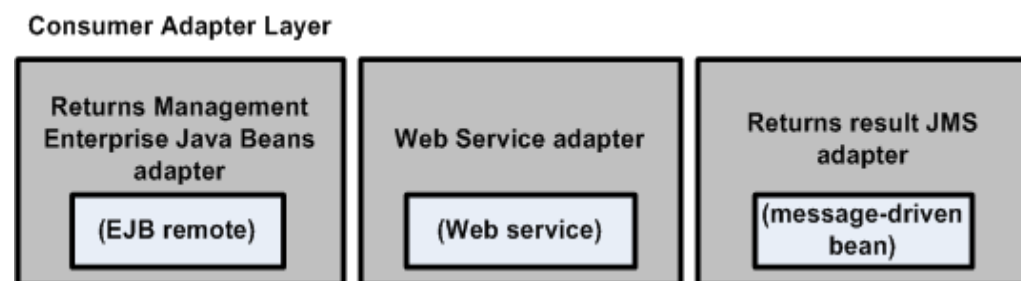 Consumer Adapter Layer
Returns Management
Enterprise Java Beans
adapter
(EJB remote)
Web Service adapter
(Web service)
Returns result JMS
adapter
(message-driven
bean)